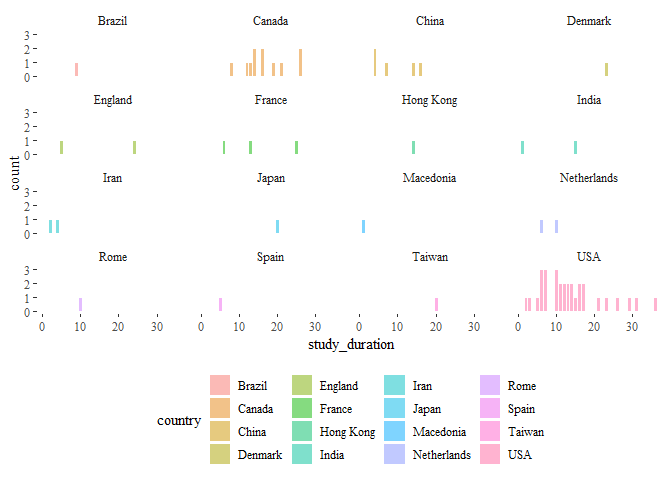 Brazil Canada China Denmark
3
2
1
0
England France Hong Kong India
3
2
1
0
count
Iran Japan Macedonia Netherlands
3
2
1
0
Rome Spain Taiwan USA
3
2
1
0
0 10 20 30 0 10 20 30 0 10 20 30 0 10 20 30
study_duration
country
Brazil England Iran Rome
Canada France Japan Spain
China Hong Kong Macedonia Taiwan
Denmark India Netherlands USA